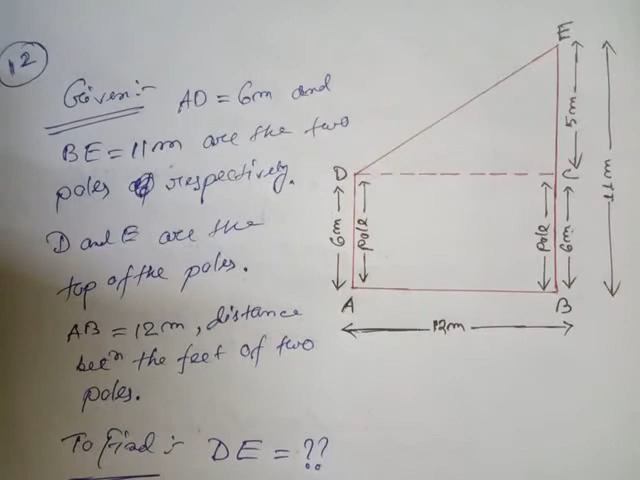 12
Given:- AD = 6m and
BE = 11m are the two
poles respectively.
D and E are the
top of the poles.
AB = 12m, distance
beeⁿ the feet of two
poles.
To Find:- DE = ??
E
5m
11m
D
C
6m
Pole
Pole
6m
A
B
12m